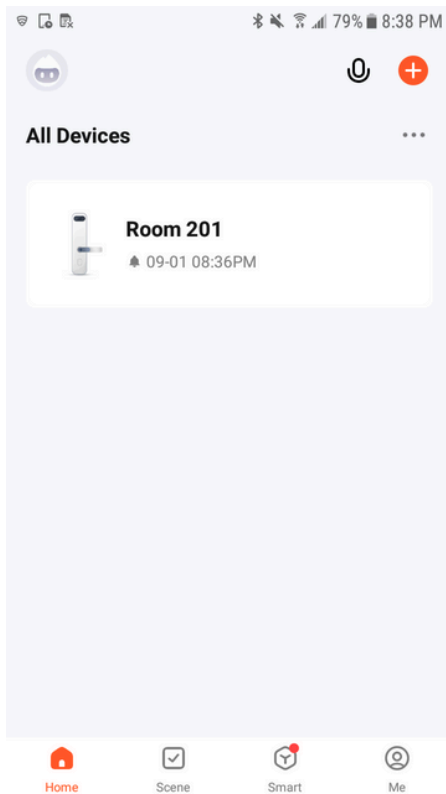 79% 8:38 PM
All Devices
Room 201
09-01 08:36PM
Home Scene Smart Me